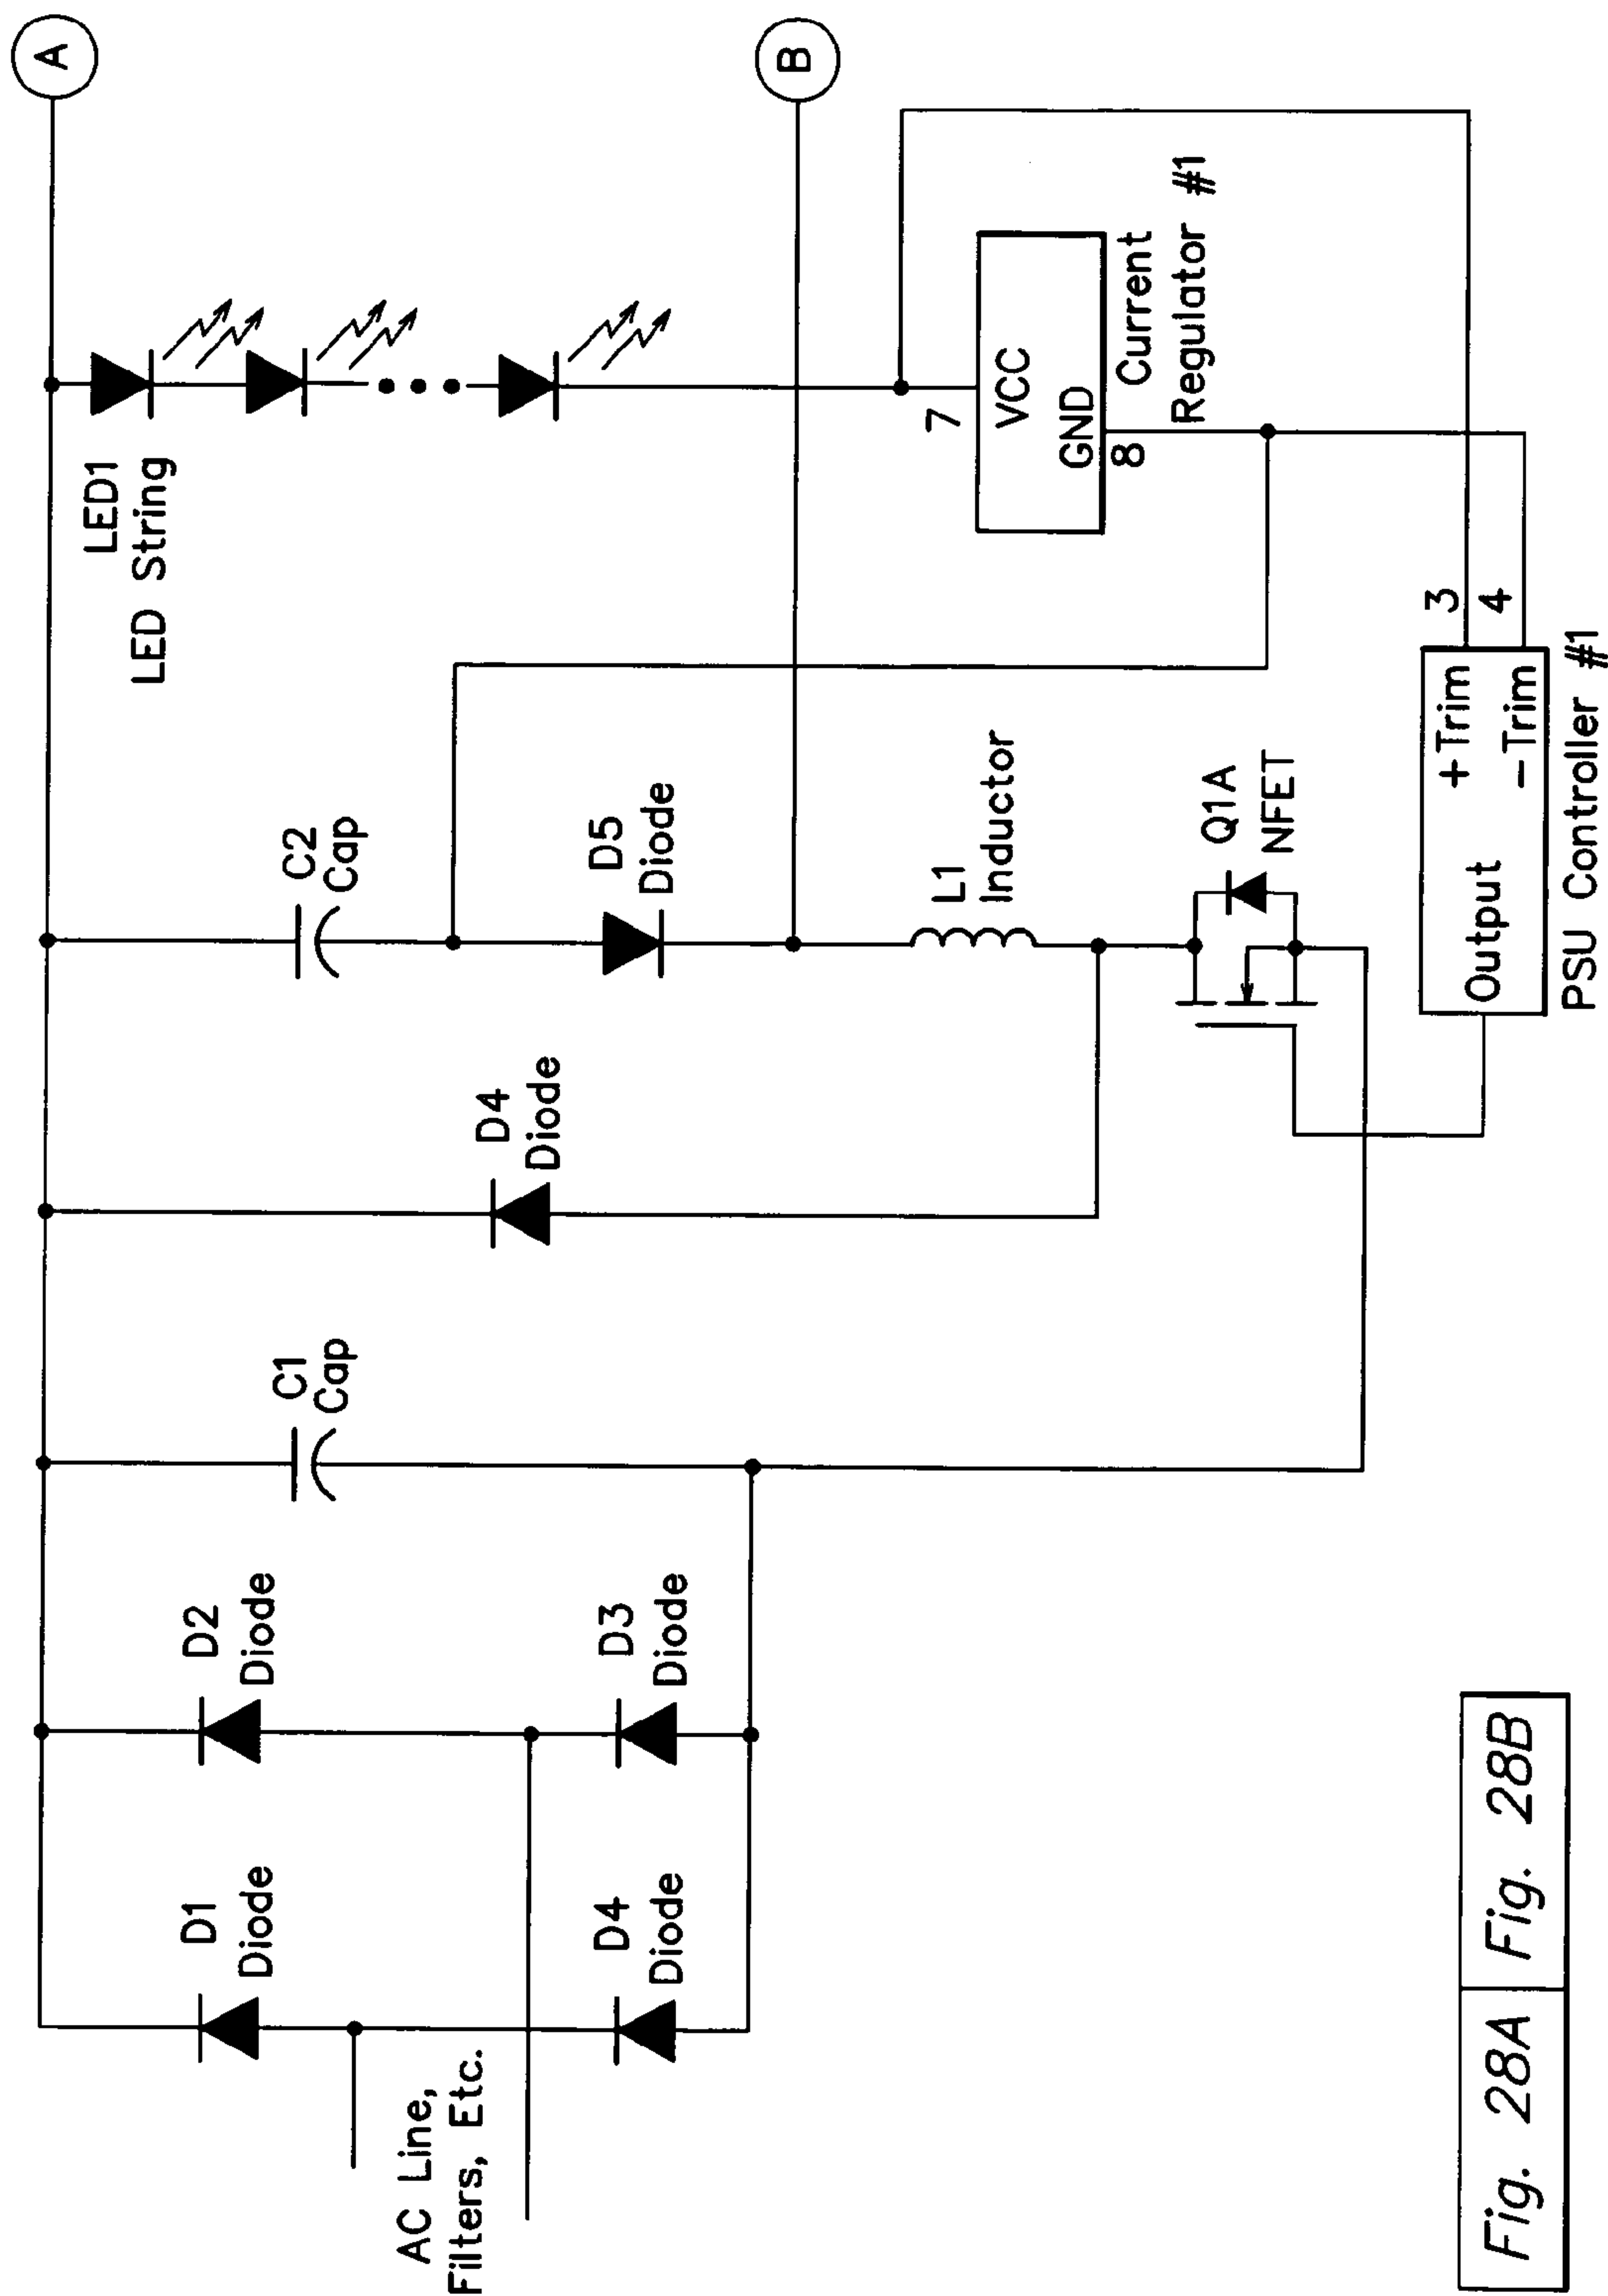 A
LED1
LED String
C2
Cap
D4
Diode
C1
Cap
D2
Diode
D1
Diode
B
D5
Diode
D3
Diode
D4
Diode
AC Line,
Filters, Etc.
7
VCC
GND
8
Current
Regulator #1
L1
Inductor
Q1A
NFET
3
4
+Trim
-Trim
Output
PSU Controller #1
Fig. 28A
Fig. 28B